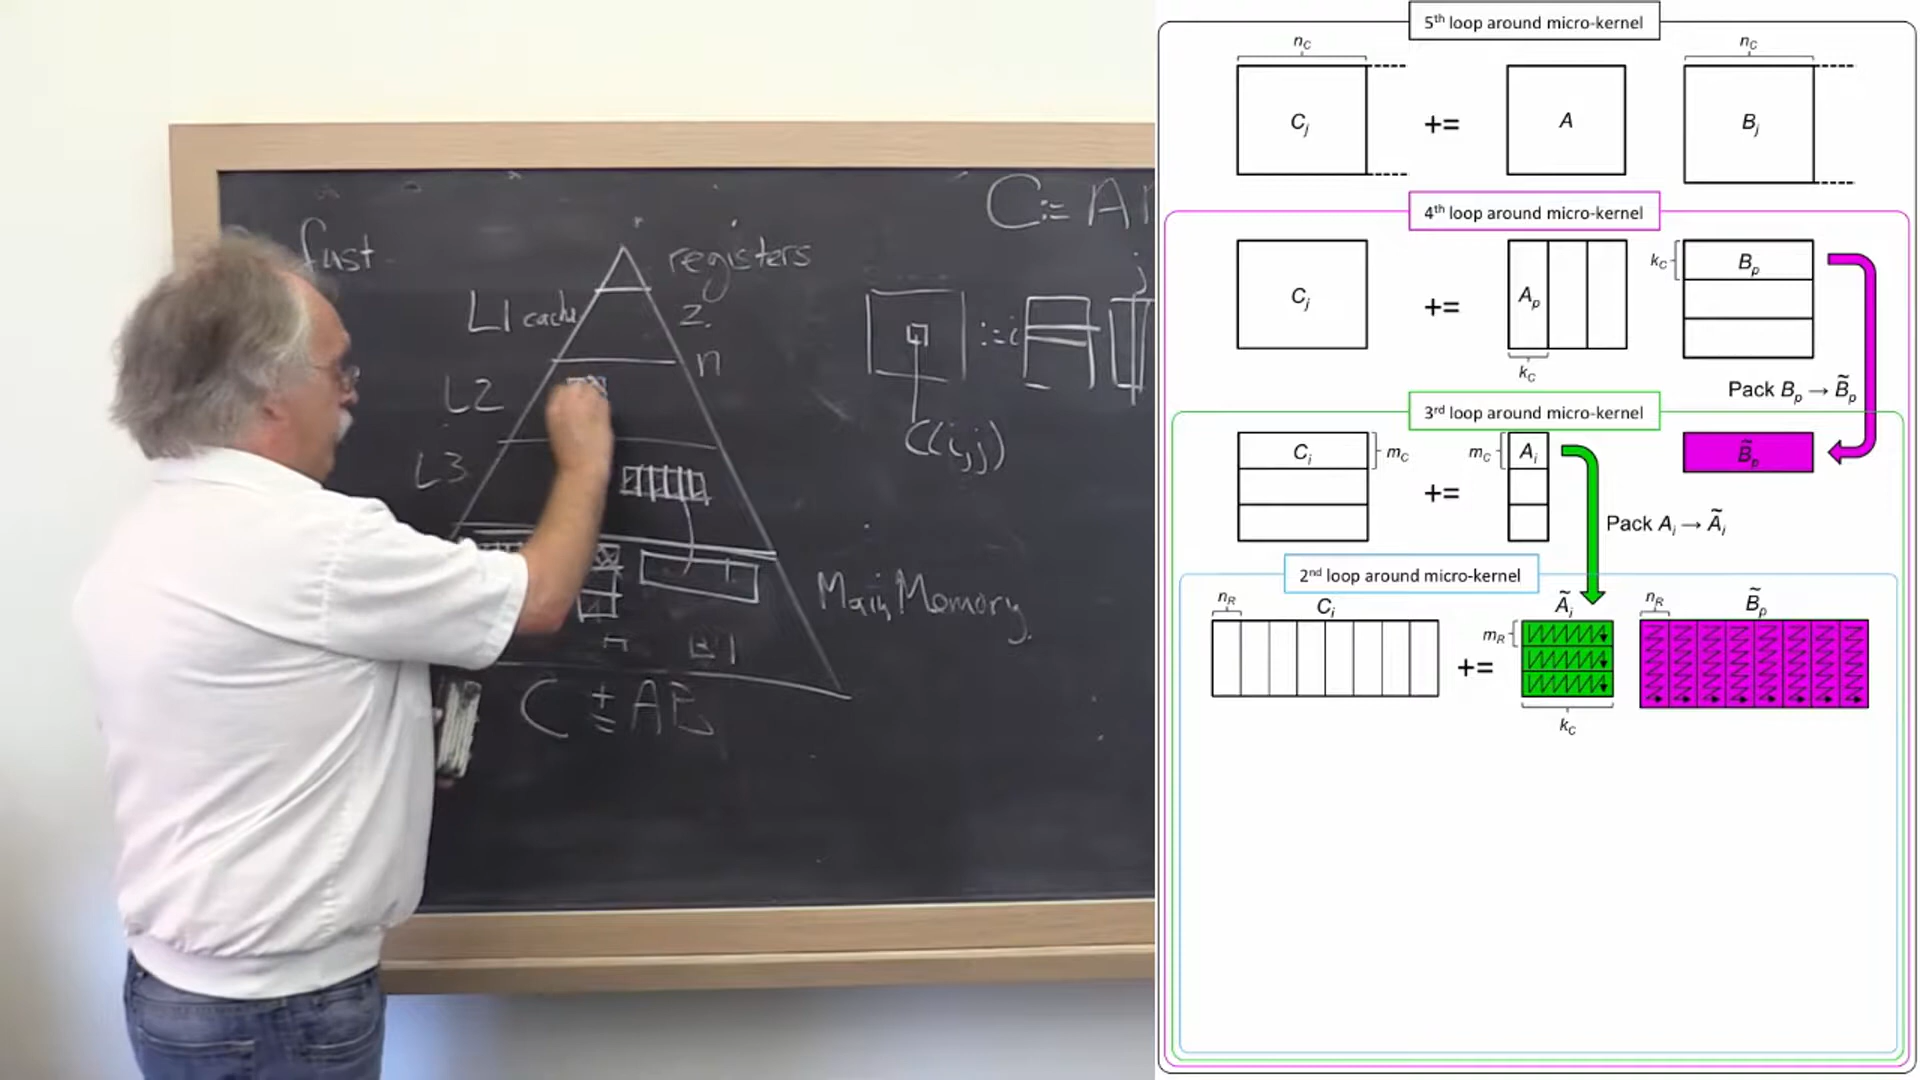 fast
registers
L1 cache
2.
n
L2
L3
Main Memory.
C += AB
C := A
j
:= i
C(i,j)
5th loop around micro-kernel
nC
nC
Cj += A Bj
4th loop around micro-kernel
kC
Cj += Ap Bp
kC
Pack Bp → B̃p
3rd loop around micro-kernel
Ci mC mC Ai B̃p
+=
Pack Ai → Ãi
2nd loop around micro-kernel
nR Ci Ãi nR B̃p
mR
+=
kC